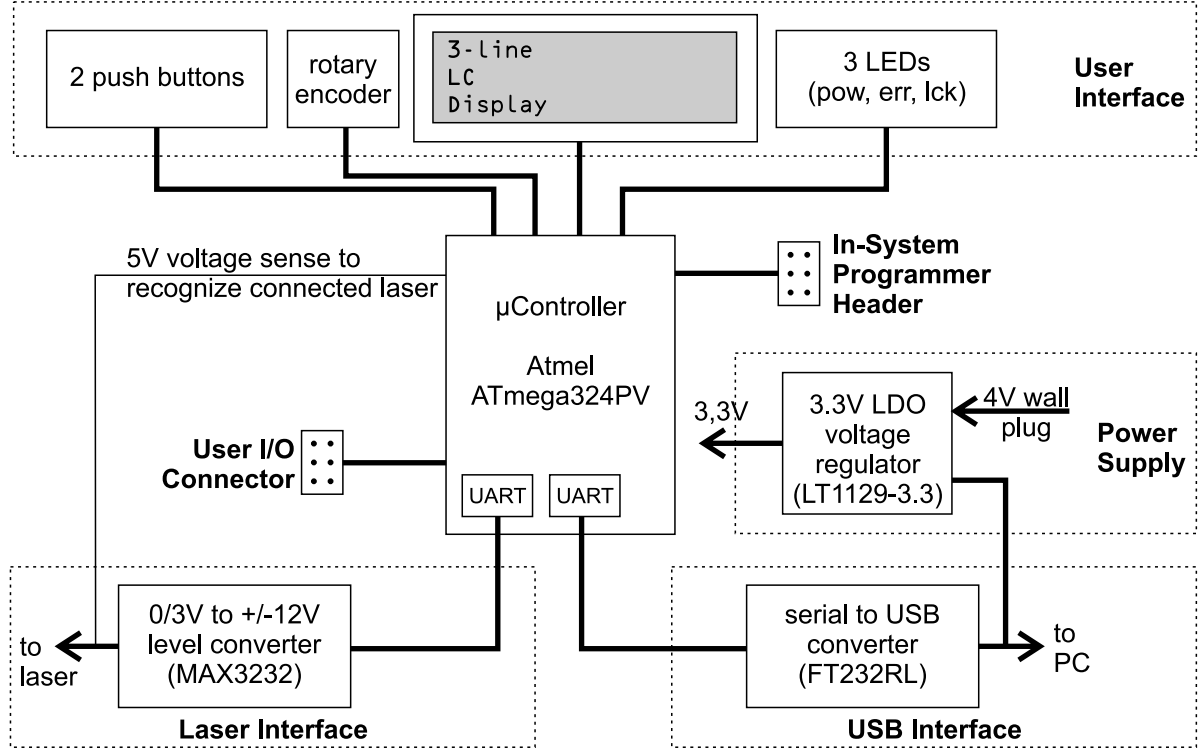 2 push buttons
rotary
encoder
3-line
LC
Display
3 LEDs
(pow, err, lck)
User
Interface
5V voltage sense to
recognize connected laser
µController
Atmel
ATmega324PV
In-System
Programmer
Header
User I/O
Connector
UART
UART
3,3V
3.3V LDO
voltage
regulator
(LT1129-3.3)
4V wall
plug
Power
Supply
to
laser
0/3V to +/-12V
level converter
(MAX3232)
Laser Interface
serial to USB
converter
(FT232RL)
to
PC
USB Interface